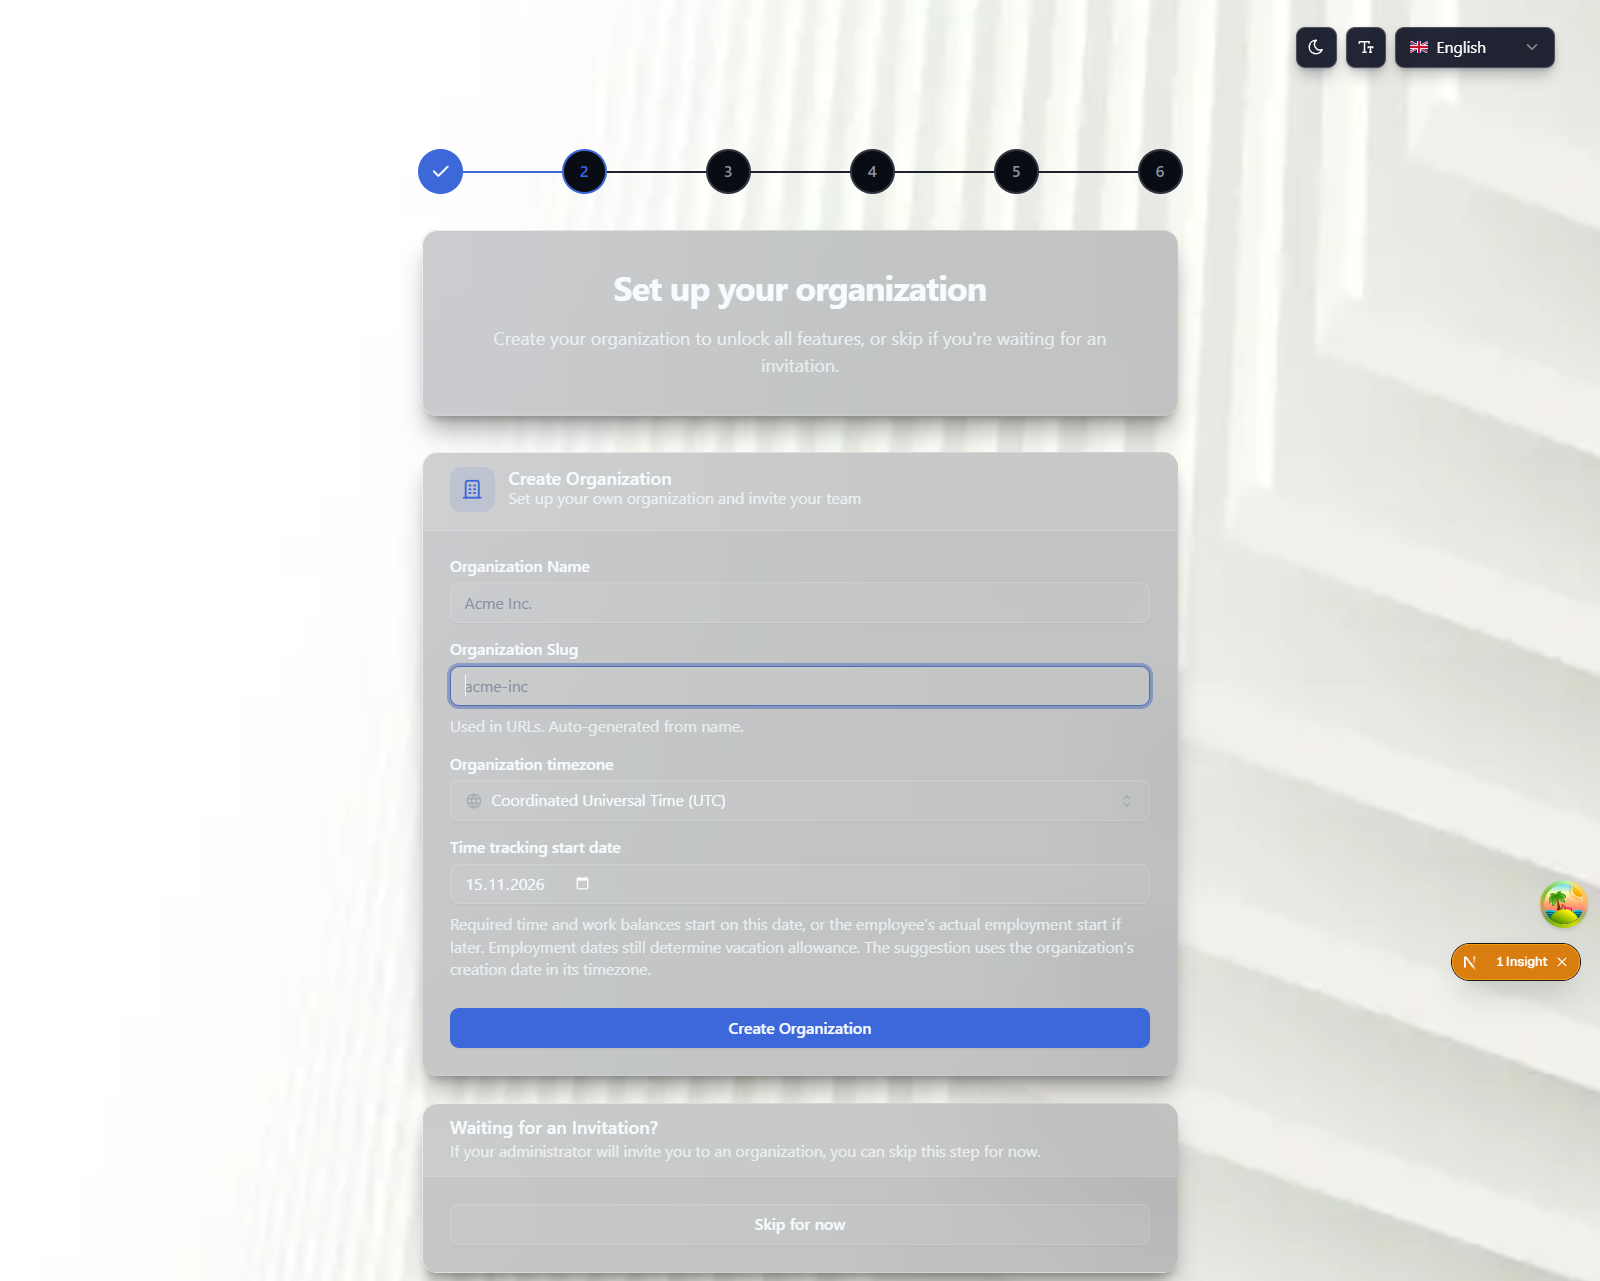 English
2
3
4
5
6
Set up your organization
Create your organization to unlock all features, or skip if you're waiting for an
invitation.
Create Organization
Set up your own organization and invite your team
Organization Name
Acme Inc.
Organization Slug
acme-inc
Used in URLs. Auto-generated from name.
Organization timezone
Coordinated Universal Time (UTC)
Time tracking start date
15.11.2026
Required time and work balances start on this date, or the employee’s actual employment start if
later. Employment dates still determine vacation allowance. The suggestion uses the organization’s
creation date in its timezone.
1 Insight
Create Organization
Waiting for an Invitation?
If your administrator will invite you to an organization, you can skip this step for now.
Skip for now